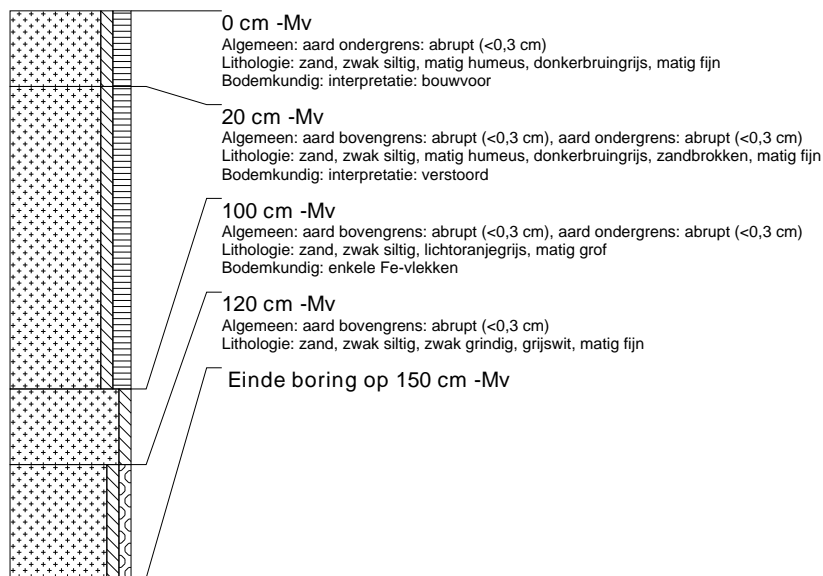 0 cm -Mv
Algemeen: aard ondergrens: abrupt (<0,3 cm)
Lithologie: zand, zwak siltig, matig humeus, donkerbruingrijs, matig fijn
Bodemkundig: interpretatie: bouwvoor
20 cm -Mv
Algemeen: aard bovengrens: abrupt (<0,3 cm), aard ondergrens: abrupt (<0,3 cm)
Lithologie: zand, zwak siltig, matig humeus, donkerbruingrijs, zandbrokken, matig fijn
Bodemkundig: interpretatie: verstoord
100 cm -Mv
Algemeen: aard bovengrens: abrupt (<0,3 cm), aard ondergrens: abrupt (<0,3 cm)
Lithologie: zand, zwak siltig, lichtoranjegrijs, matig grof
Bodemkundig: enkele Fe-vlekken
120 cm -Mv
Algemeen: aard bovengrens: abrupt (<0,3 cm)
Lithologie: zand, zwak siltig, zwak grindig, grijswit, matig fijn
Einde boring op 150 cm -Mv